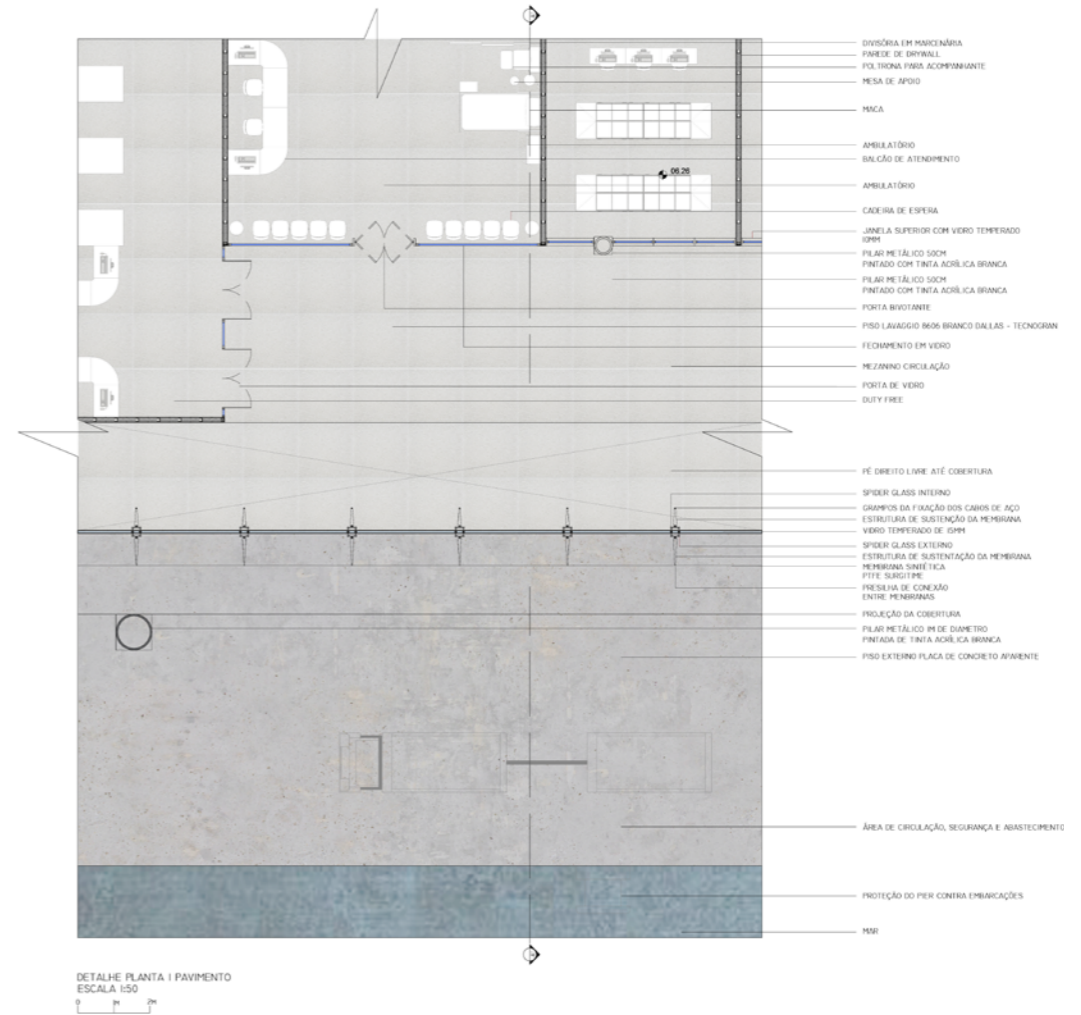 DIVISÓRIA EM MARCENÁRIA
PAREDE DE DRYWALL
POLTRONA PARA ACOMPANHANTE
MESA DE APOIO
MACA
AMBULATÓRIO
BALCÃO DE ATENDIMENTO
06.26
AMBULATÓRIO
CADEIRA DE ESPERA
JANELA SUPERIOR COM VIDRO TEMPERADO
10MM
PILAR METÁLICO 50CM
PINTADO COM TINTA ACRÍLICA BRANCA
PILAR METÁLICO 50CM
PINTADO COM TINTA ACRÍLICA BRANCA
PORTA BIVOTANTE
PISO LAVAGGIO 8606 BRANCO DALLAS - TECNOGRAN
FECHAMENTO EM VIDRO
MEZANINO CIRCULAÇÃO
PORTA DE VIDRO
DUTY FREE
PÉ DIREITO LIVRE ATÉ COBERTURA
SPIDER GLASS INTERNO
GRAMPOS DA FIXAÇÃO DOS CABOS DE AÇO
ESTRUTURA DE SUSTENÇÃO DA MEMBRANA
VIDRO TEMPERADO DE 15MM
SPIDER GLASS EXTERNO
ESTRUTURA DE SUSTENTAÇÃO DA MEMBRANA
MEMBRANA SINTÉTICA
PTFE SURGITIME
PRESILHA DE CONEXÃO
ENTRE MENBRANAS
PROJEÇÃO DA COBERTURA
PILAR METÁLICO 1M DE DIAMETRO
PINTADA DE TINTA ACRÍLICA BRANCA
PISO EXTERNO PLACA DE CONCRETO APARENTE
ÁREA DE CIRCULAÇÃO, SEGURANÇA E ABASTECIMENTO
PROTEÇÃO DO PIER CONTRA EMBARCAÇÕES
MAR
DETALHE PLANTA 1 PAVIMENTO
ESCALA 1:50
0 1M 2M